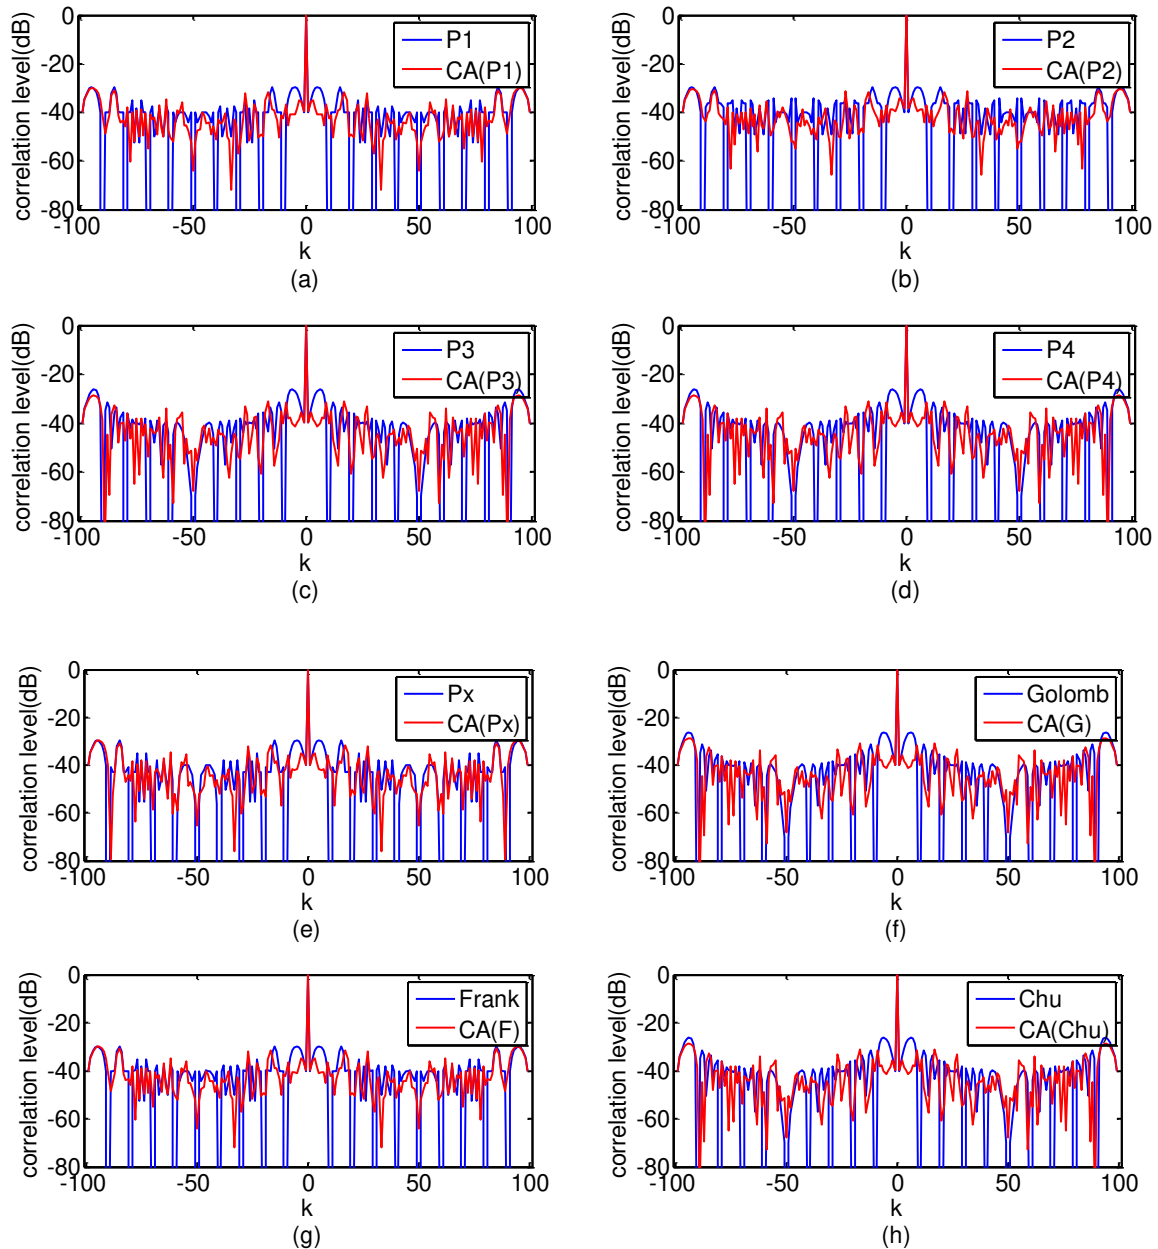 correlation level(dB)
0
-20
-40
-60
-80
-100
-50
0
50
100
k
(a)
P1
CA(P1)
correlation level(dB)
0
-20
-40
-60
-80
-100
-50
0
50
100
k
(b)
P2
CA(P2)
correlation level(dB)
0
-20
-40
-60
-80
-100
-50
0
50
100
k
(c)
P3
CA(P3)
correlation level(dB)
0
-20
-40
-60
-80
-100
-50
0
50
100
k
(d)
P4
CA(P4)
correlation level(dB)
0
-20
-40
-60
-80
-100
-50
0
50
100
k
(e)
Px
CA(Px)
correlation level(dB)
0
-20
-40
-60
-80
-100
-50
0
50
100
k
(f)
Golomb
CA(G)
correlation level(dB)
0
-20
-40
-60
-80
-100
-50
0
50
100
k
(g)
Frank
CA(F)
correlation level(dB)
0
-20
-40
-60
-80
-100
-50
0
50
100
k
(h)
Chu
CA(Chu)